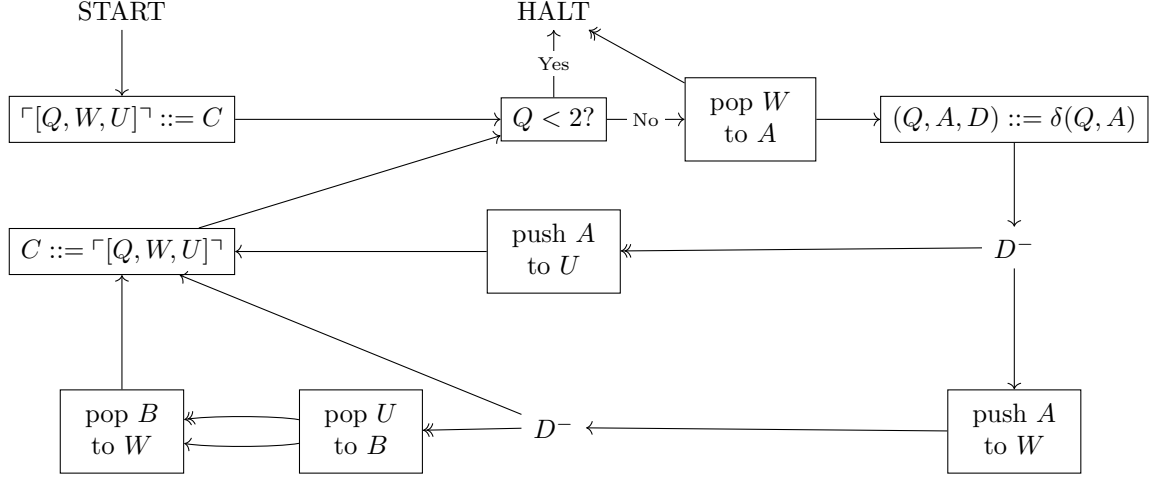 START
HALT
Yes
⌜[Q, W, U]⌝ ::= C
Q < 2?
No
pop W
to A
(Q, A, D) ::= δ(Q, A)
C ::= ⌜[Q, W, U]⌝
push A
to U
D⁻
pop B
to W
pop U
to B
D⁻
push A
to W